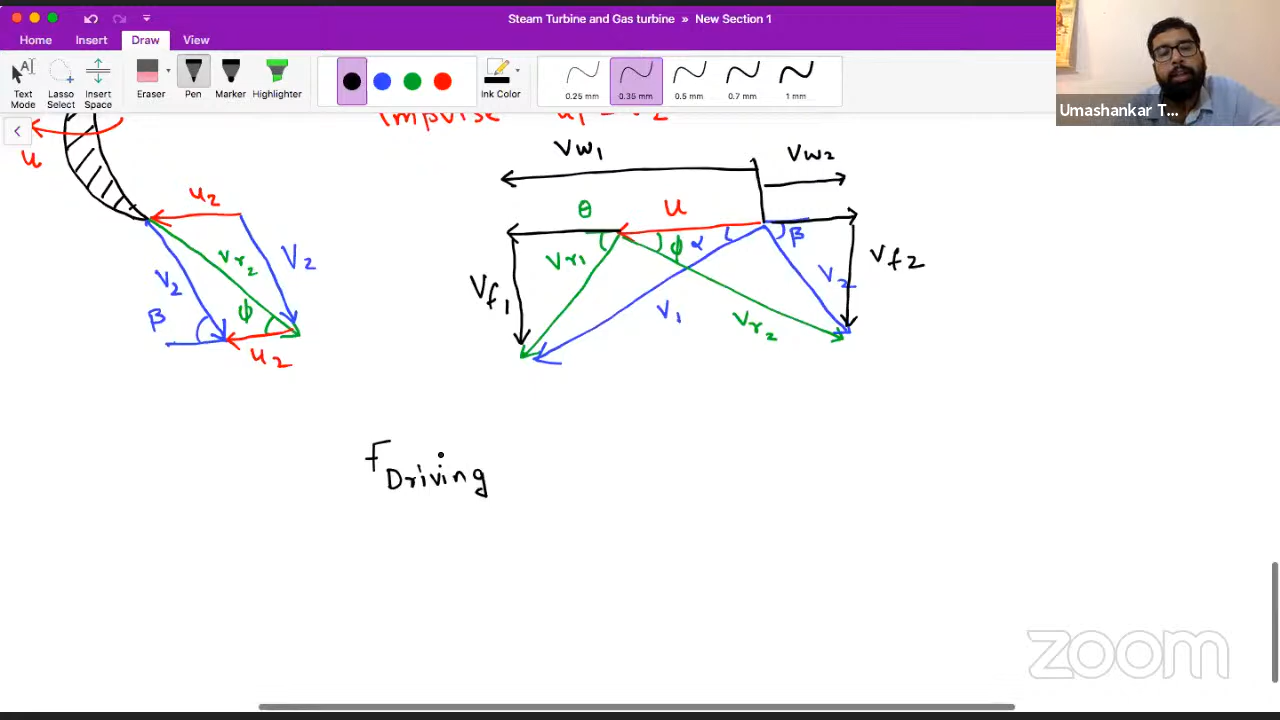 Steam Turbine and Gas turbine » New Section 1
Home Insert Draw View
Text Mode
Lasso Select
Insert Space
Eraser
Pen
Marker
Highlighter
Ink Color
0.25 mm
0.35 mm
0.5 mm
0.7 mm
1 mm
Umashankar T...
Impulse
u
Vw1
Vw2
u2
θ
u
β
Vr1
φ
α
Vf1
Vf2
V2
Vr2
V2
V2
β
φ
V1
Vr2
u2
F Driving
zoom